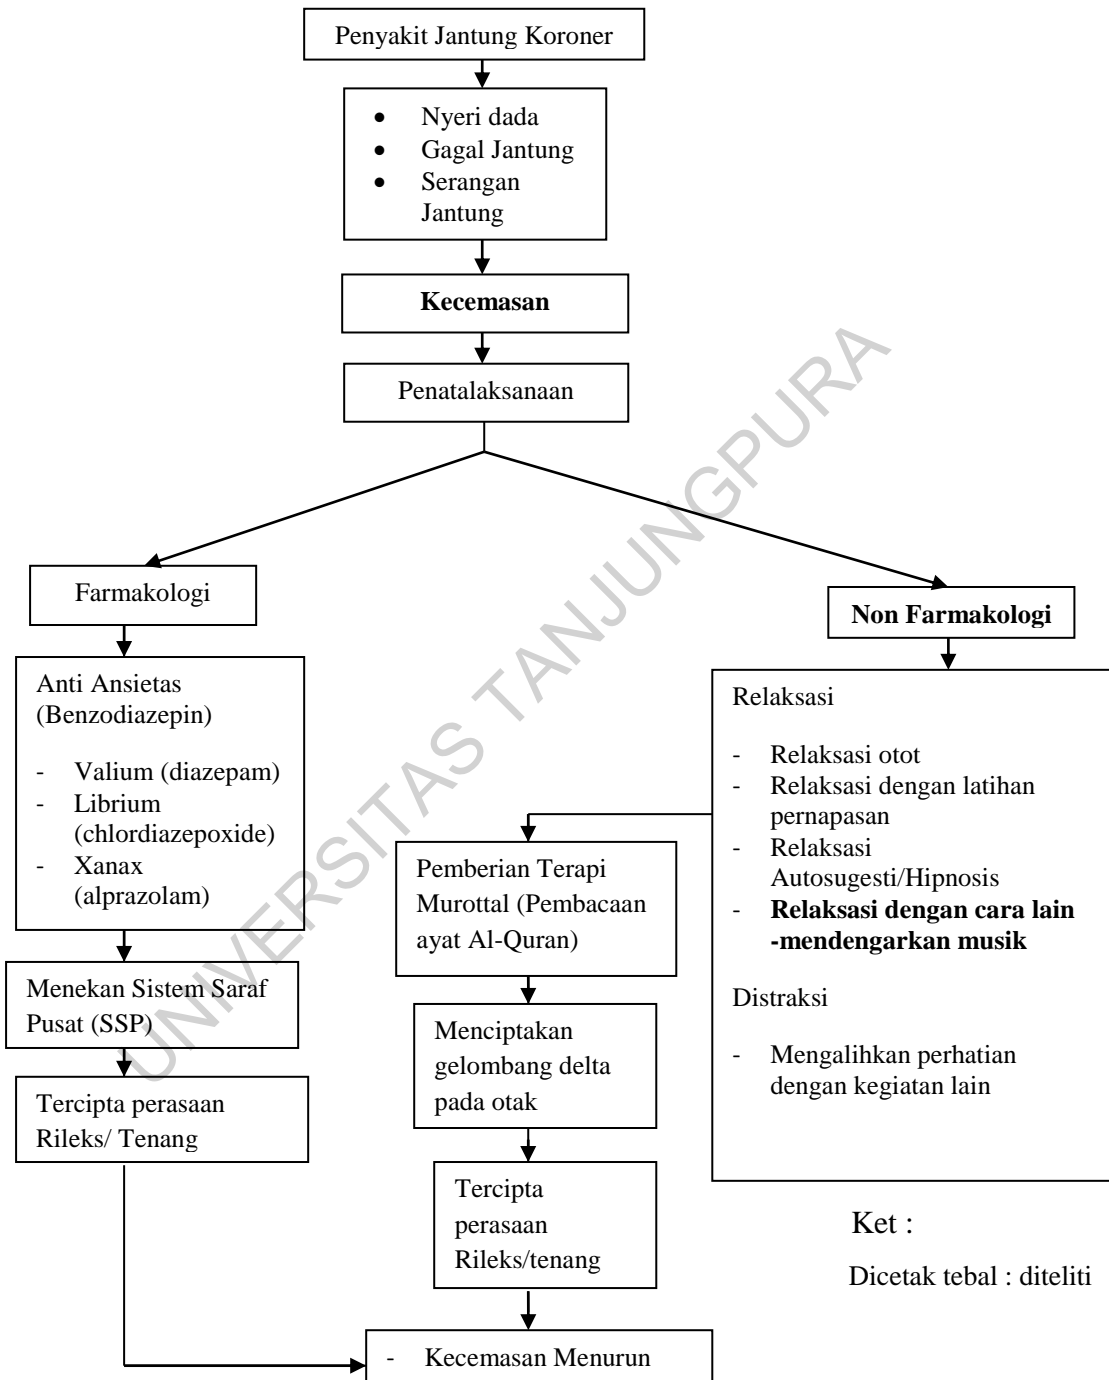 Penyakit Jantung Koroner
• Nyeri dada
• Gagal Jantung
• Serangan
Jantung
Kecemasan
Penatalaksanaan
Farmakologi
Non Farmakologi
Anti Ansietas
(Benzodiazepin)
- Valium (diazepam)
- Librium
(chlordiazepoxide)
- Xanax
(alprazolam)
Menekan Sistem Saraf
Pusat (SSP)
Tercipta perasaan
Rileks/ Tenang
Relaksasi
- Relaksasi otot
- Relaksasi dengan latihan
pernapasan
- Relaksasi
Autosugesti/Hipnosis
- Relaksasi dengan cara lain
-mendengarkan musik
Distraksi
- Mengalihkan perhatian
dengan kegiatan lain
Pemberian Terapi
Murottal (Pembacaan
ayat Al-Quran)
Menciptakan
gelombang delta
pada otak
Tercipta
perasaan
Rileks/tenang
- Kecemasan Menurun
Ket :
Dicetak tebal : diteliti
UNIVERSITAS TANJUNGPURA